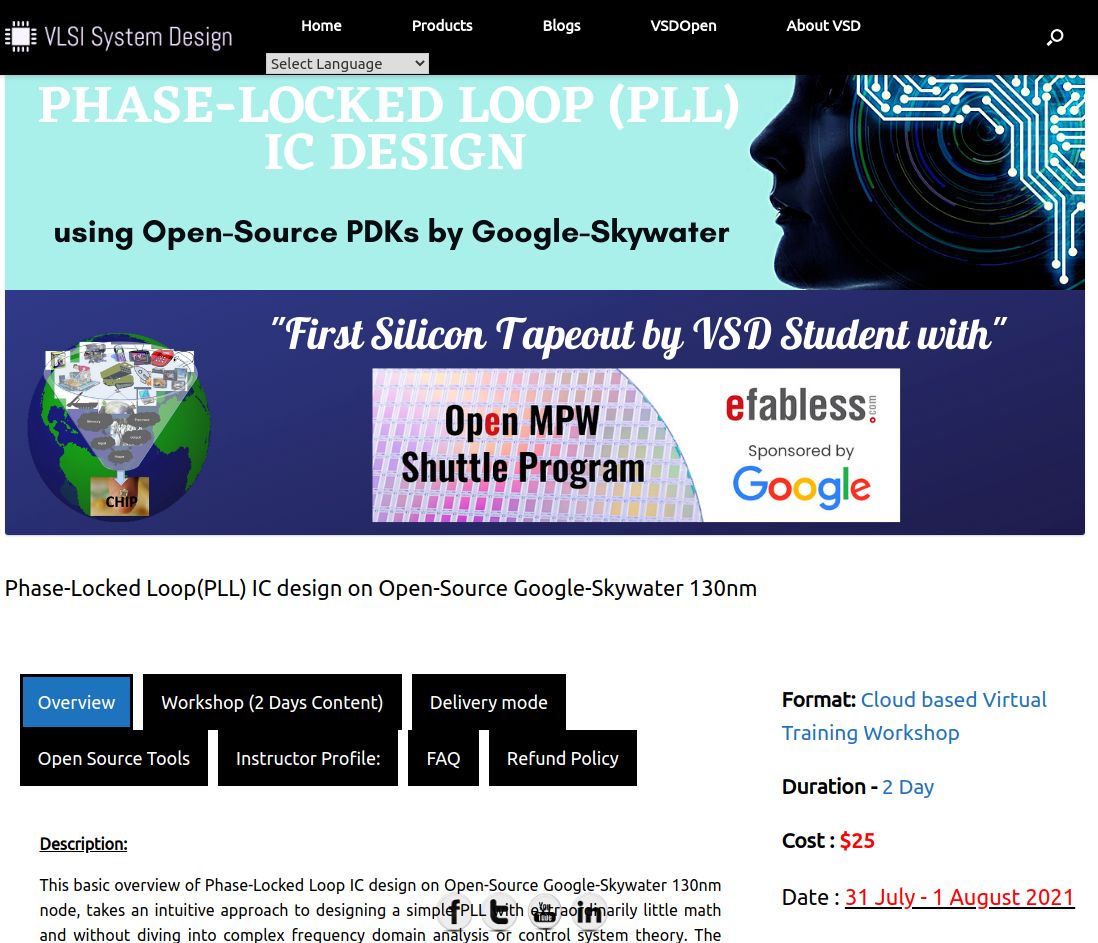 VLSI System Design
Home
Products
Blogs
VSDOpen
About VSD
Select Language
PHASE-LOCKED LOOP (PLL)
IC DESIGN
using Open-Source PDKs by Google-Skywater
"First Silicon Tapeout by VSD Student with"
Open MPW
Shuttle Program
efabless.com
Sponsored by
Google
CHIP
Phase-Locked Loop(PLL) IC design on Open-Source Google-Skywater 130nm
Overview
Workshop (2 Days Content)
Delivery mode
Open Source Tools
Instructor Profile:
FAQ
Refund Policy
Format: Cloud based Virtual
Training Workshop
Duration - 2 Day
Cost : $25
Date : 31 July - 1 August 2021
Description:
This basic overview of Phase-Locked Loop IC design on Open-Source Google-Skywater 130nm
node, takes an intuitive approach to designing a simple PLL with extraordinarily little math
and without diving into complex frequency domain analysis or control system theory. The
f
t
You
Tube
in